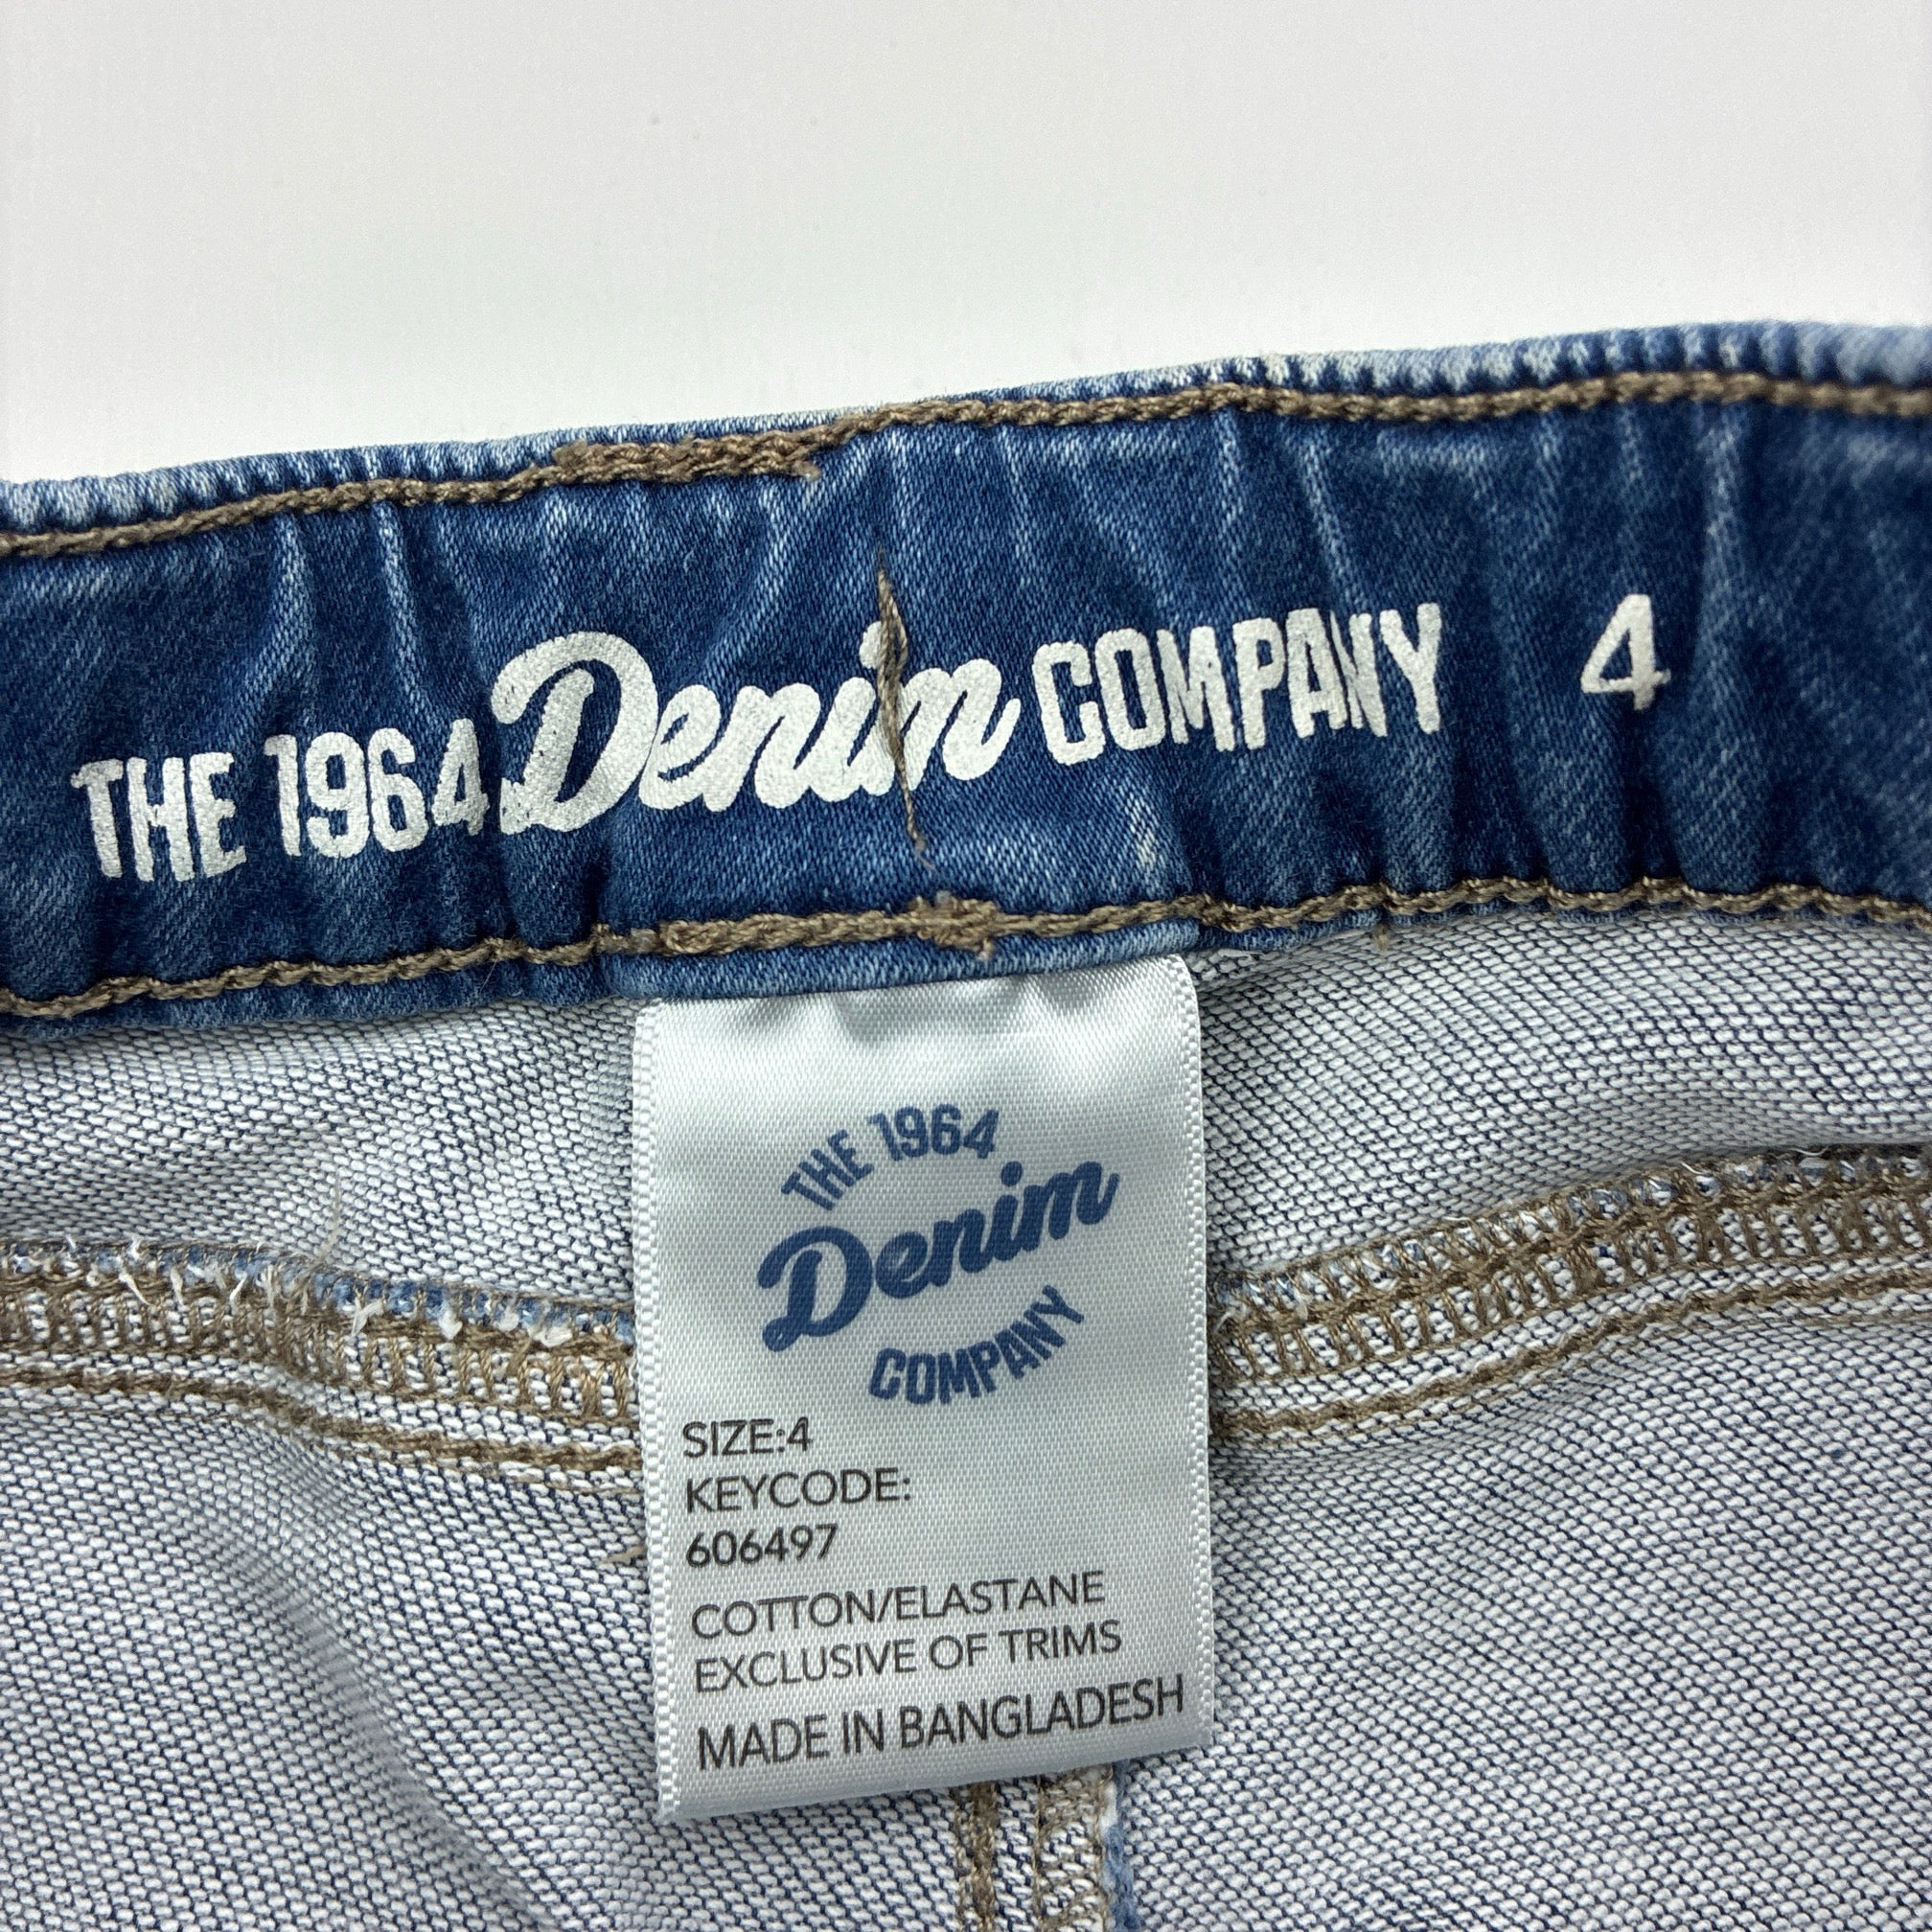 THE 1964 Denim COMPANY 4
THE 1964
Denim
COMPANY
SIZE:4
KEYCODE:
606497
COTTON/ELASTANE
EXCLUSIVE OF TRIMS
MADE IN BANGLADESH